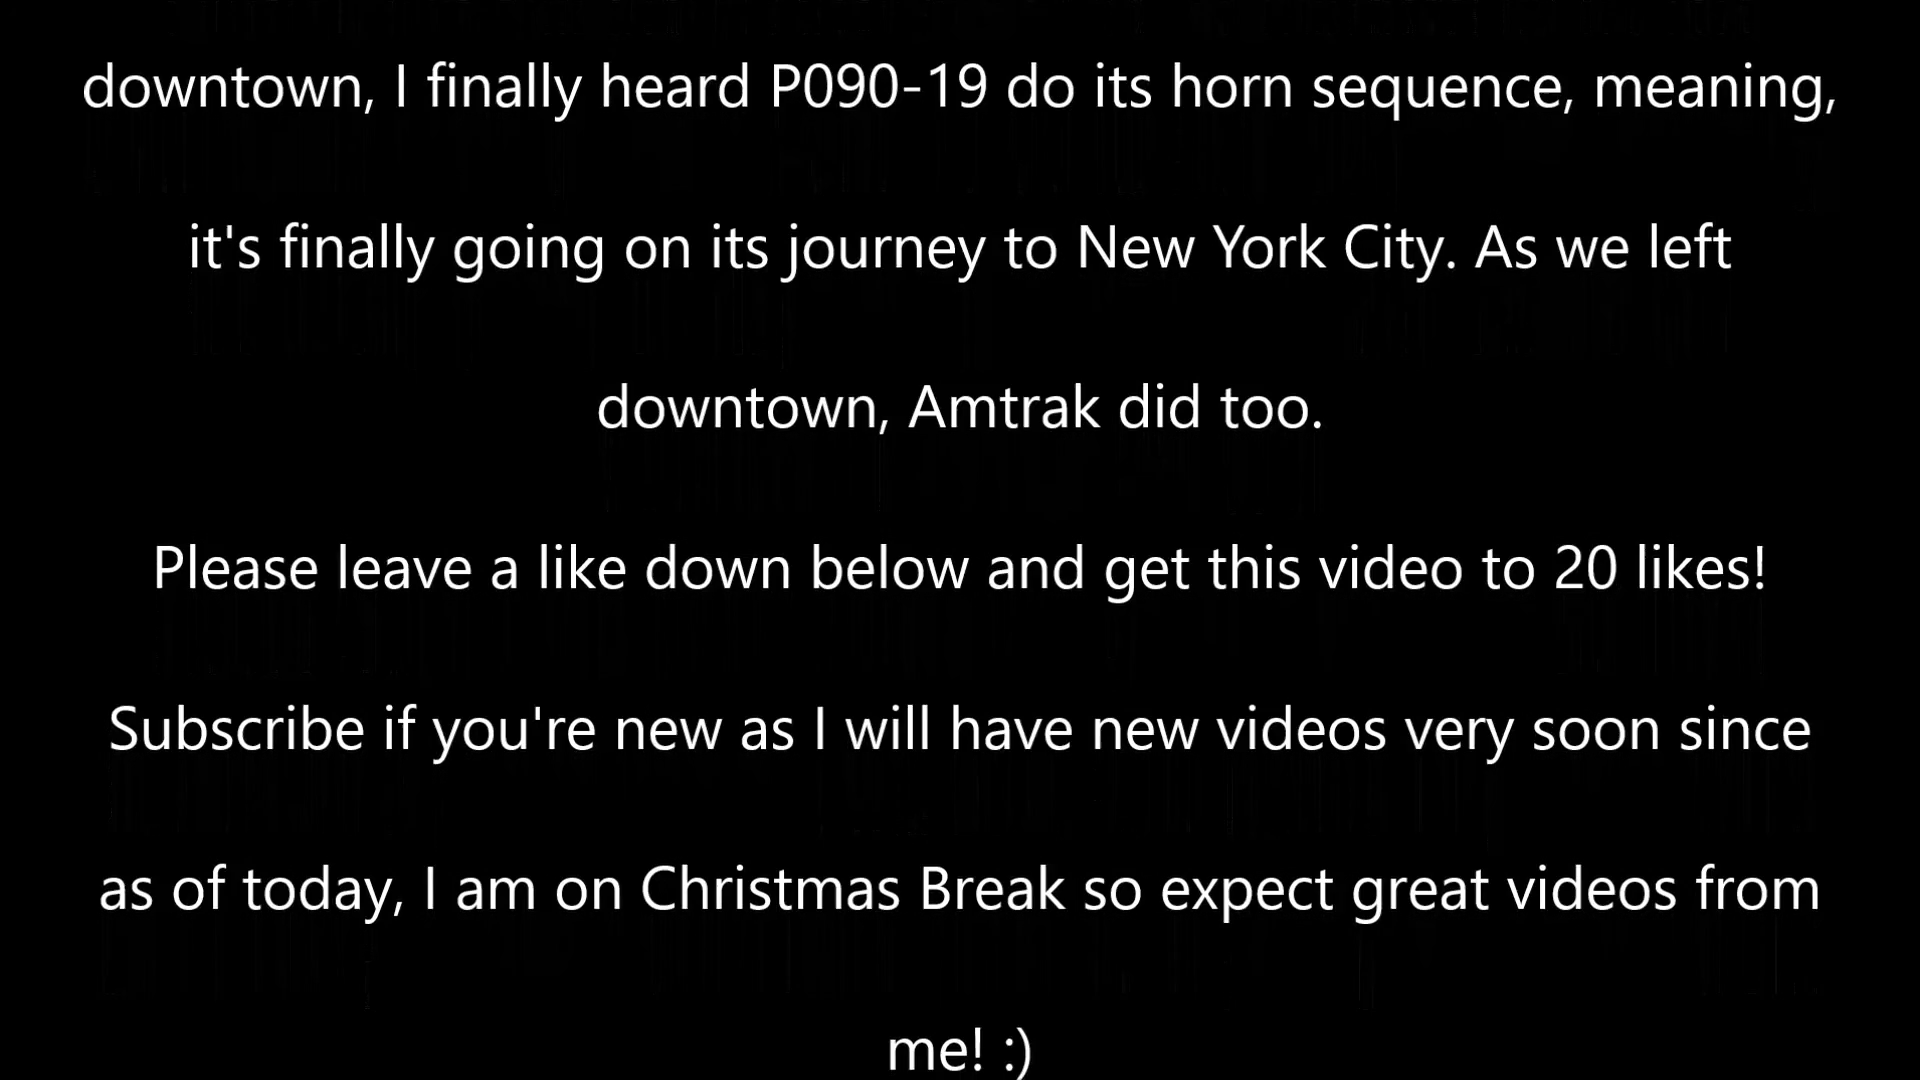 downtown, I finally heard P090-19 do its horn sequence, meaning,
it's finally going on its journey to New York City. As we left
downtown, Amtrak did too.
Please leave a like down below and get this video to 20 likes!
Subscribe if you're new as I will have new videos very soon since
as of today, I am on Christmas Break so expect great videos from
me! :)